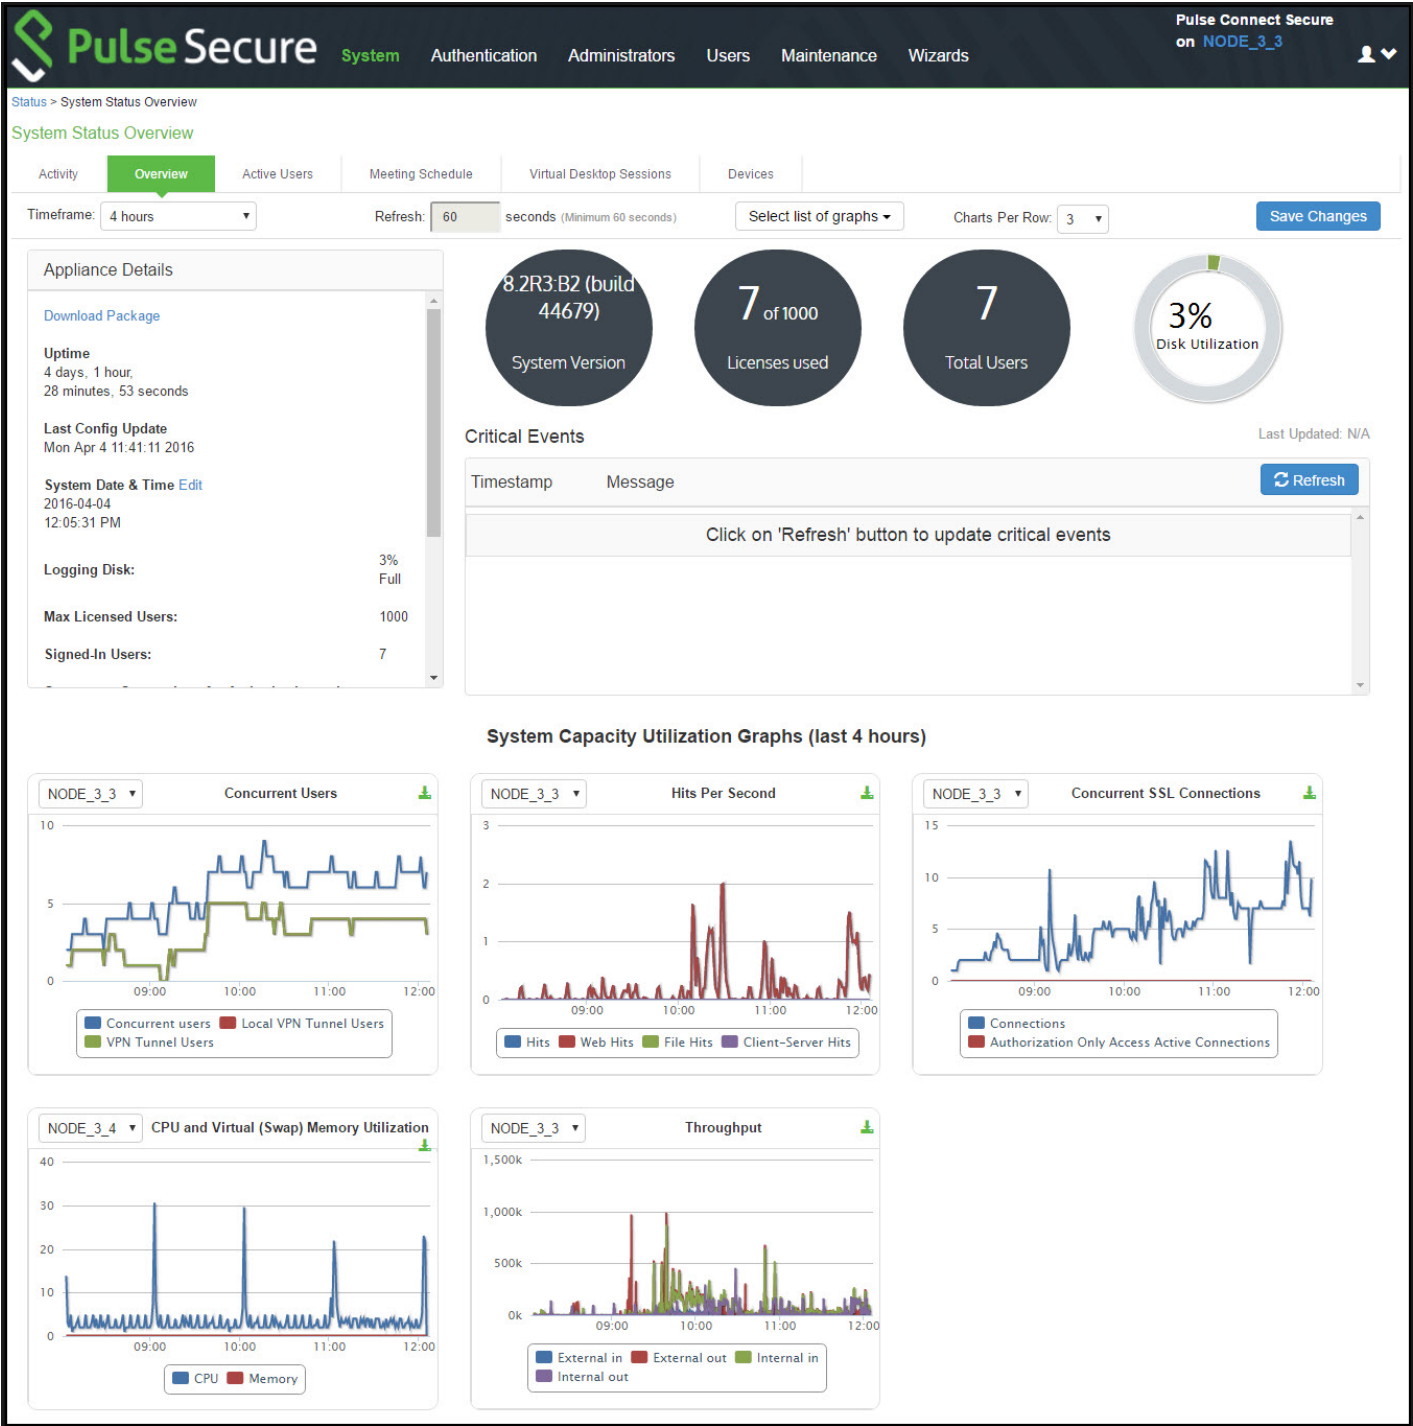 Pulse Secure
System Authentication Administrators Users Maintenance Wizards
Pulse Connect Secure
on NODE_3_3
Status > System Status Overview
System Status Overview
Activity Overview Active Users Meeting Schedule Virtual Desktop Sessions Devices
Timeframe: 4 hours Refresh: 60 seconds (Minimum 60 seconds) Select list of graphs Charts Per Row: 3 Save Changes
Appliance Details
Download Package
Uptime
4 days, 1 hour,
28 minutes, 53 seconds
Last Config Update
Mon Apr 4 11:41:11 2016
System Date & Time Edit
2016-04-04
12:05:31 PM
Logging Disk: 3%
Full
Max Licensed Users: 1000
Signed-In Users: 7
8.2R3:B2 (build
44679)
System Version
7 of 1000
Licenses used
7
Total Users
3%
Disk Utilization
Critical Events Last Updated: N/A
Timestamp Message Refresh
Click on 'Refresh' button to update critical events
System Capacity Utilization Graphs (last 4 hours)
NODE_3_3 Concurrent Users
10
5
0
09:00 10:00 11:00 12:00
Concurrent users Local VPN Tunnel Users
VPN Tunnel Users
NODE_3_3 Hits Per Second
3
2
1
0
09:00 10:00 11:00 12:00
Hits Web Hits File Hits Client-Server Hits
NODE_3_3 Concurrent SSL Connections
15
10
5
0
09:00 10:00 11:00 12:00
Connections
Authorization Only Access Active Connections
NODE_3_4 CPU and Virtual (Swap) Memory Utilization
40
30
20
10
0
09:00 10:00 11:00 12:00
CPU Memory
NODE_3_3 Throughput
1,500k
1,000k
500k
0k
09:00 10:00 11:00 12:00
External in External out Internal in
Internal out